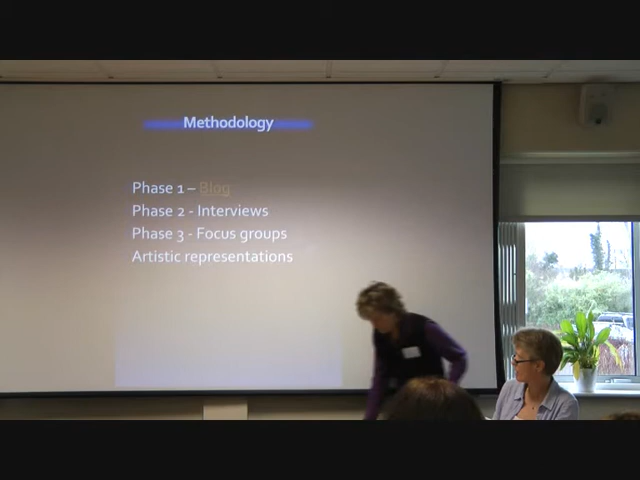 Methodology
Phase 1 – Blog
Phase 2 - Interviews
Phase 3 - Focus groups
Artistic representations